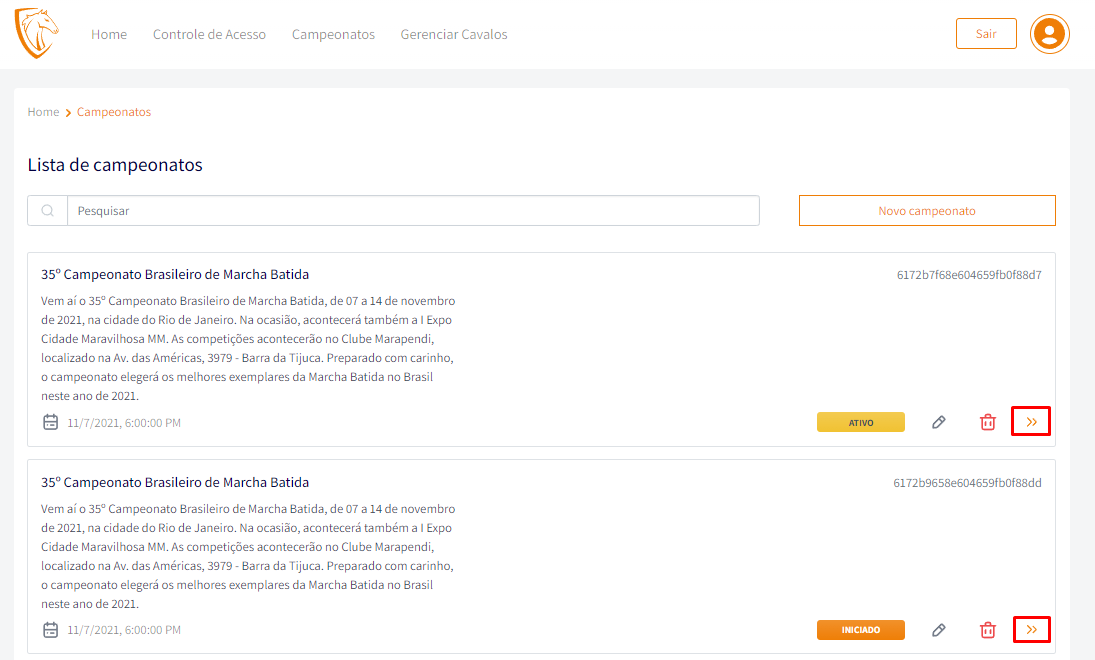 Home Controle de Acesso Campeonatos Gerenciar Cavalos Sair
Home Campeonatos
Lista de campeonatos
Pesquisar Novo campeonato
35º Campeonato Brasileiro de Marcha Batida 6172b7f68e604659fb0f88d7
Vem aí o 35º Campeonato Brasileiro de Marcha Batida, de 07 a 14 de novembro
de 2021, na cidade do Rio de Janeiro. Na ocasião, acontecerá também a I Expo
Cidade Maravilhosa MM. As competições acontecerão no Clube Marapendi,
localizado na Av. das Américas, 3979 - Barra da Tijuca. Preparado com carinho,
o campeonato elegerá os melhores exemplares da Marcha Batida no Brasil
neste ano de 2021.
11/7/2021, 6:00:00 PM ATIVO
35º Campeonato Brasileiro de Marcha Batida 6172b9658e604659fb0f88dd
Vem aí o 35º Campeonato Brasileiro de Marcha Batida, de 07 a 14 de novembro
de 2021, na cidade do Rio de Janeiro. Na ocasião, acontecerá também a I Expo
Cidade Maravilhosa MM. As competições acontecerão no Clube Marapendi,
localizado na Av. das Américas, 3979 - Barra da Tijuca. Preparado com carinho,
o campeonato elegerá os melhores exemplares da Marcha Batida no Brasil
neste ano de 2021.
11/7/2021, 6:00:00 PM INICIADO